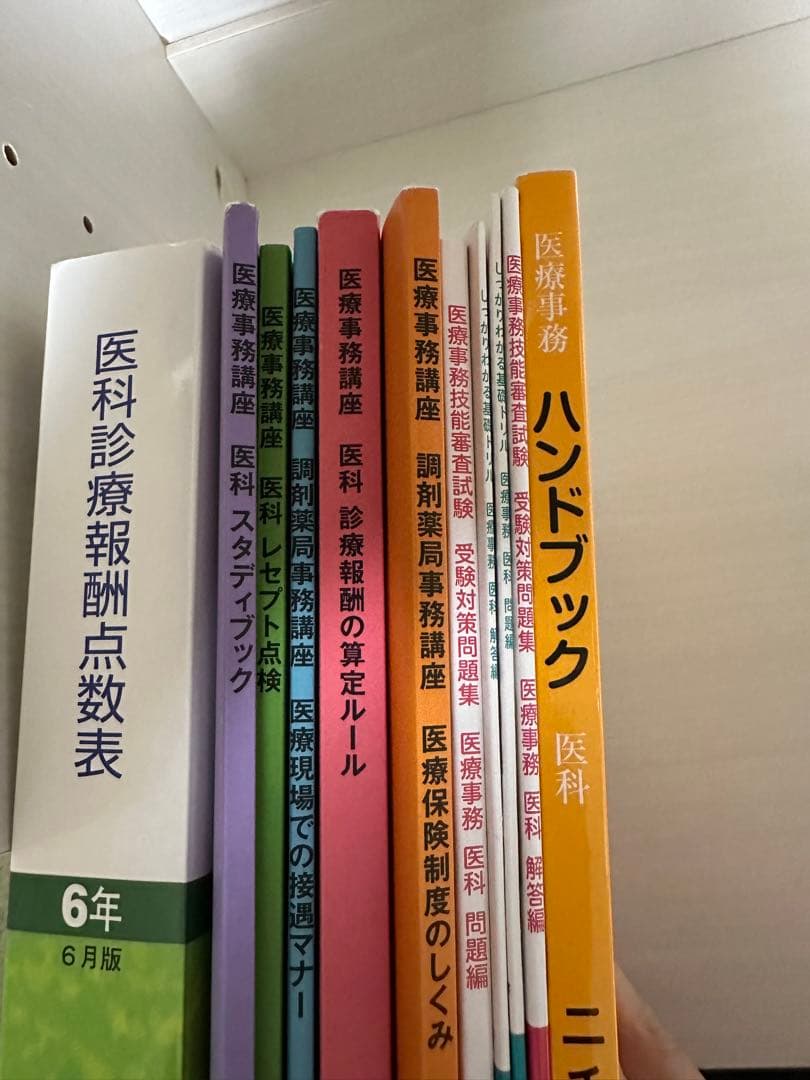 医科診療報酬点数表
6年
6月版
医療事務講座 医科 スタディブック
医療事務講座 医科 レセプト点検
医療事務講座 調剤薬局事務講座 医療現場での接遇マナー
医療事務講座 医科 診療報酬の算定ルール
医療事務講座 調剤薬局事務講座 医療保険制度のしくみ
医療事務技能審査試験 受験対策問題集 医療事務 医科 問題編
しっかりわかる基礎ドリル 医療事務 医科 解答編
しっかりわかる基礎ドリル 医療事務 医科 問題編
医療事務技能審査試験 受験対策問題集 医療事務 医科 解答編
医療事務 ハンドブック 医科 ニチ